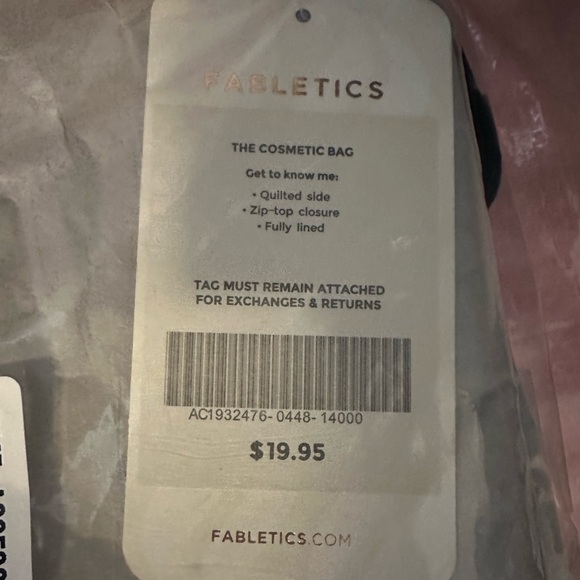 FABLETICS
THE COSMETIC BAG
Get to know me:
• Quilted side
• Zip-top closure
• Fully lined
TAG MUST REMAIN ATTACHED
FOR EXCHANGES & RETURNS
AC1932476-0448-14000
$19.95
FABLETICS.COM